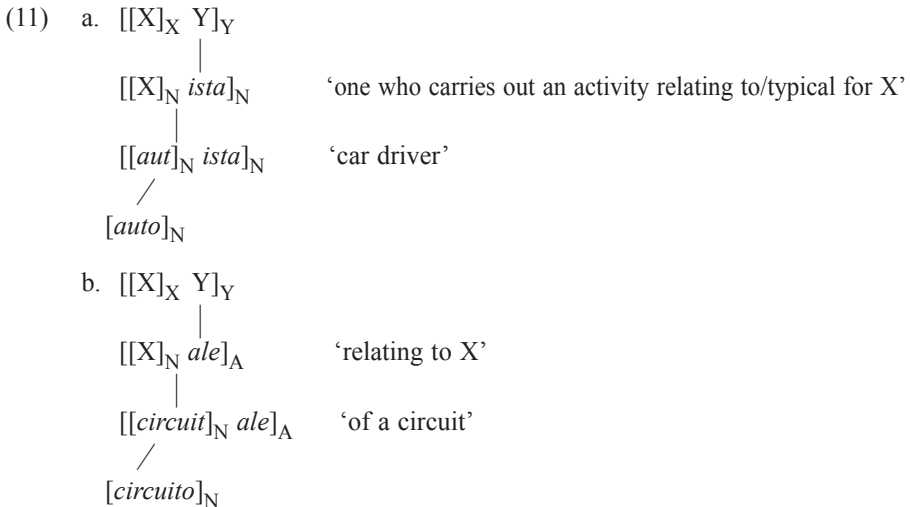 (11) a. [[X]X Y]Y
[[X]N ista]N ‘one who carries out an activity relating to/typical for X’
[[aut]N ista]N ‘car driver’
[auto]N
b. [[X]X Y]Y
[[X]N ale]A ‘relating to X’
[[circuit]N ale]A ‘of a circuit’
[circuito]N